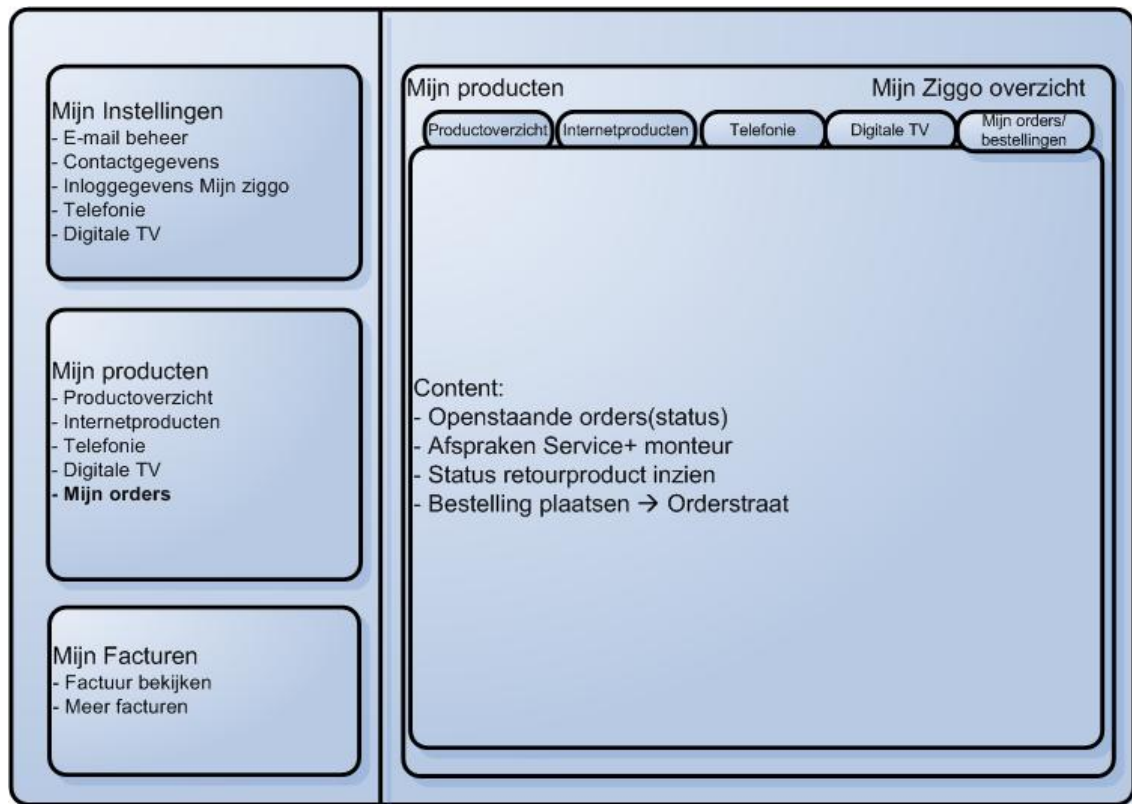 Mijn Instellingen
- E-mail beheer
- Contactgegevens
- Inloggegevens Mijn ziggo
- Telefonie
- Digitale TV
Mijn producten
- Productoverzicht
- Internetproducten
- Telefonie
- Digitale TV
- Mijn orders
Mijn Facturen
- Factuur bekijken
- Meer facturen
Mijn producten
Mijn Ziggo overzicht
Productoverzicht
Internetproducten
Telefonie
Digitale TV
Mijn orders/
bestellingen
Content:
- Openstaande orders(status)
- Afspraken Service+ monteur
- Status retourproduct inzien
- Bestelling plaatsen → Orderstraat